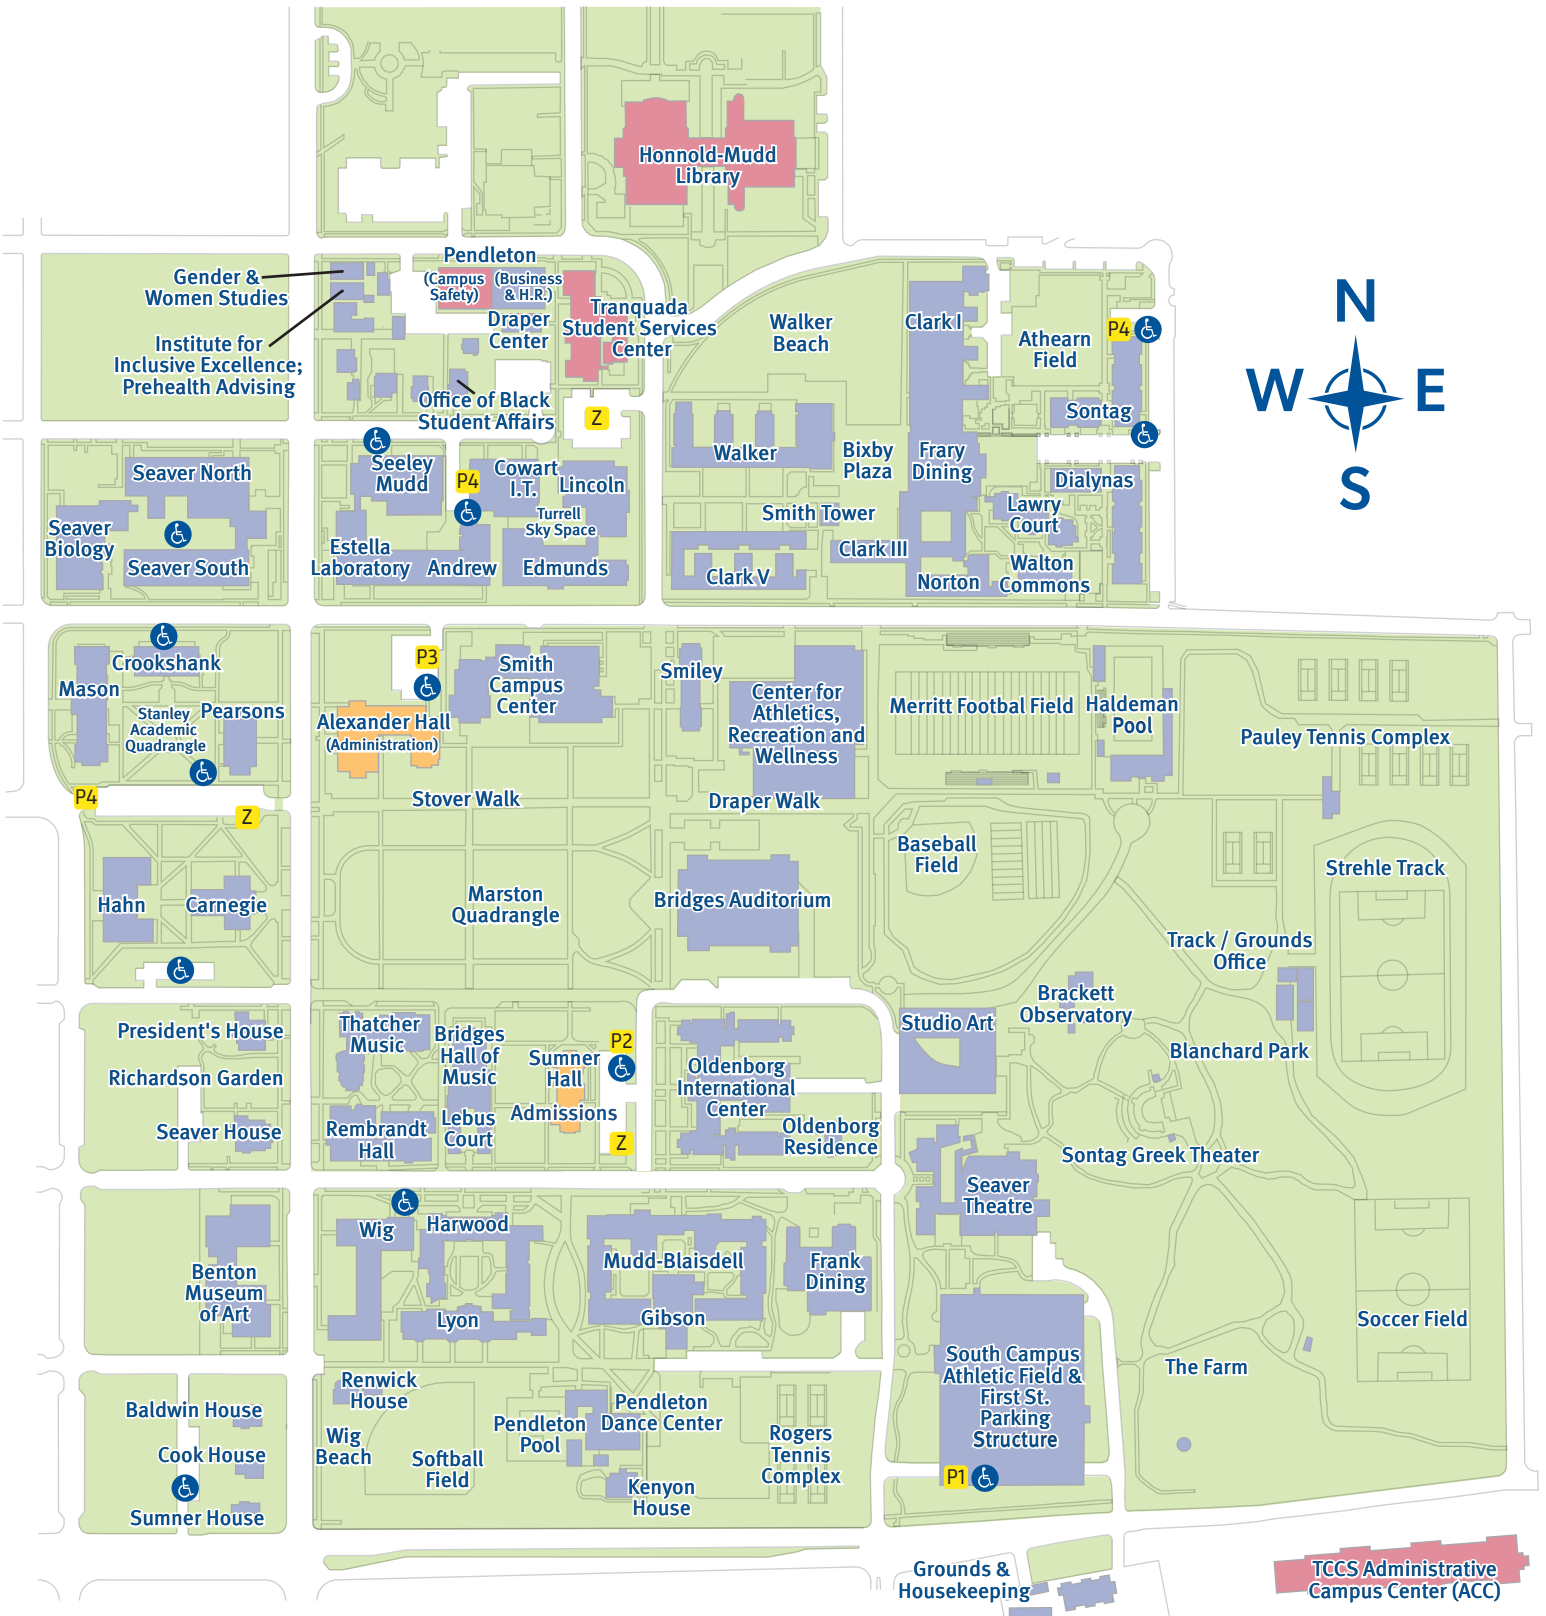 Honnold-Mudd
Library
Pendleton
(Campus
Safety)
(Business
& H.R.)
Gender &
Women Studies
Institute for
Inclusive Excellence;
Prehealth Advising
Draper
Center
Tranquada
Student Services
Center
Office of Black
Student Affairs
Z
Walker
Beach
Clark I
Athearn
Field
P4
Sontag
N
W
E
S
Seaver North
Seaver
Biology
Seaver South
Seeley
Mudd
P4
Cowart
I.T.
Lincoln
Turrell
Sky Space
Estella
Laboratory
Andrew
Edmunds
Walker
Bixby
Plaza
Frary
Dining
Dialynas
Smith Tower
Lawry
Court
Clark III
Clark V
Norton
Walton
Commons
Crookshank
Mason
Stanley
Academic
Quadrangle
Pearsons
P4
Z
P3
Alexander Hall
(Administration)
Smith
Campus
Center
Smiley
Center for
Athletics,
Recreation and
Wellness
Merritt Footbal Field
Haldeman
Pool
Pauley Tennis Complex
Stover Walk
Draper Walk
Hahn
Carnegie
Marston
Quadrangle
Bridges Auditorium
Baseball
Field
Strehle Track
Track / Grounds
Office
President's House
Richardson Garden
Seaver House
Thatcher
Music
Bridges
Hall of
Music
Sumner
Hall
Admissions
P2
Z
Rembrandt
Hall
Lebus
Court
Oldenborg
International
Center
Oldenborg
Residence
Studio Art
Brackett
Observatory
Blanchard Park
Sontag Greek Theater
Seaver
Theatre
Benton
Museum
of Art
Wig
Harwood
Lyon
Mudd-Blaisdell
Gibson
Frank
Dining
Soccer Field
The Farm
South Campus
Athletic Field &
First St.
Parking
Structure
P1
Baldwin House
Cook House
Sumner House
Renwick
House
Wig
Beach
Softball
Field
Pendleton
Pool
Pendleton
Dance Center
Kenyon
House
Rogers
Tennis
Complex
Grounds &
Housekeeping
TCCS Administrative
Campus Center (ACC)